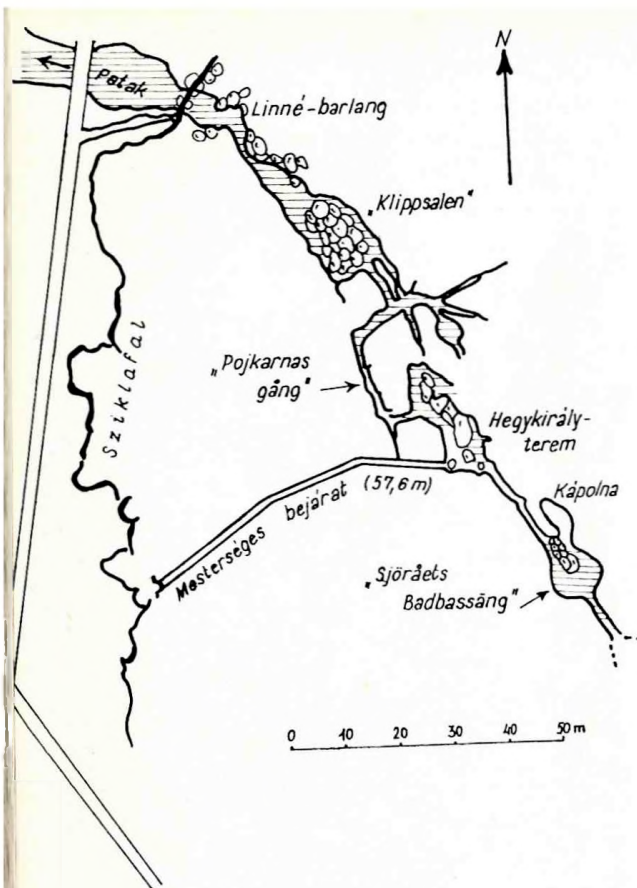 N
Patak
Linné-barlang
„Klippsalen"
„Pojkarnas
gång"
Sziklafal
Hegykirály-
terem
Kápolna
Mesterséges bejárat (57,6 m)
„Sjöråets
Badbassäng"
0 10 20 30 40 50 m